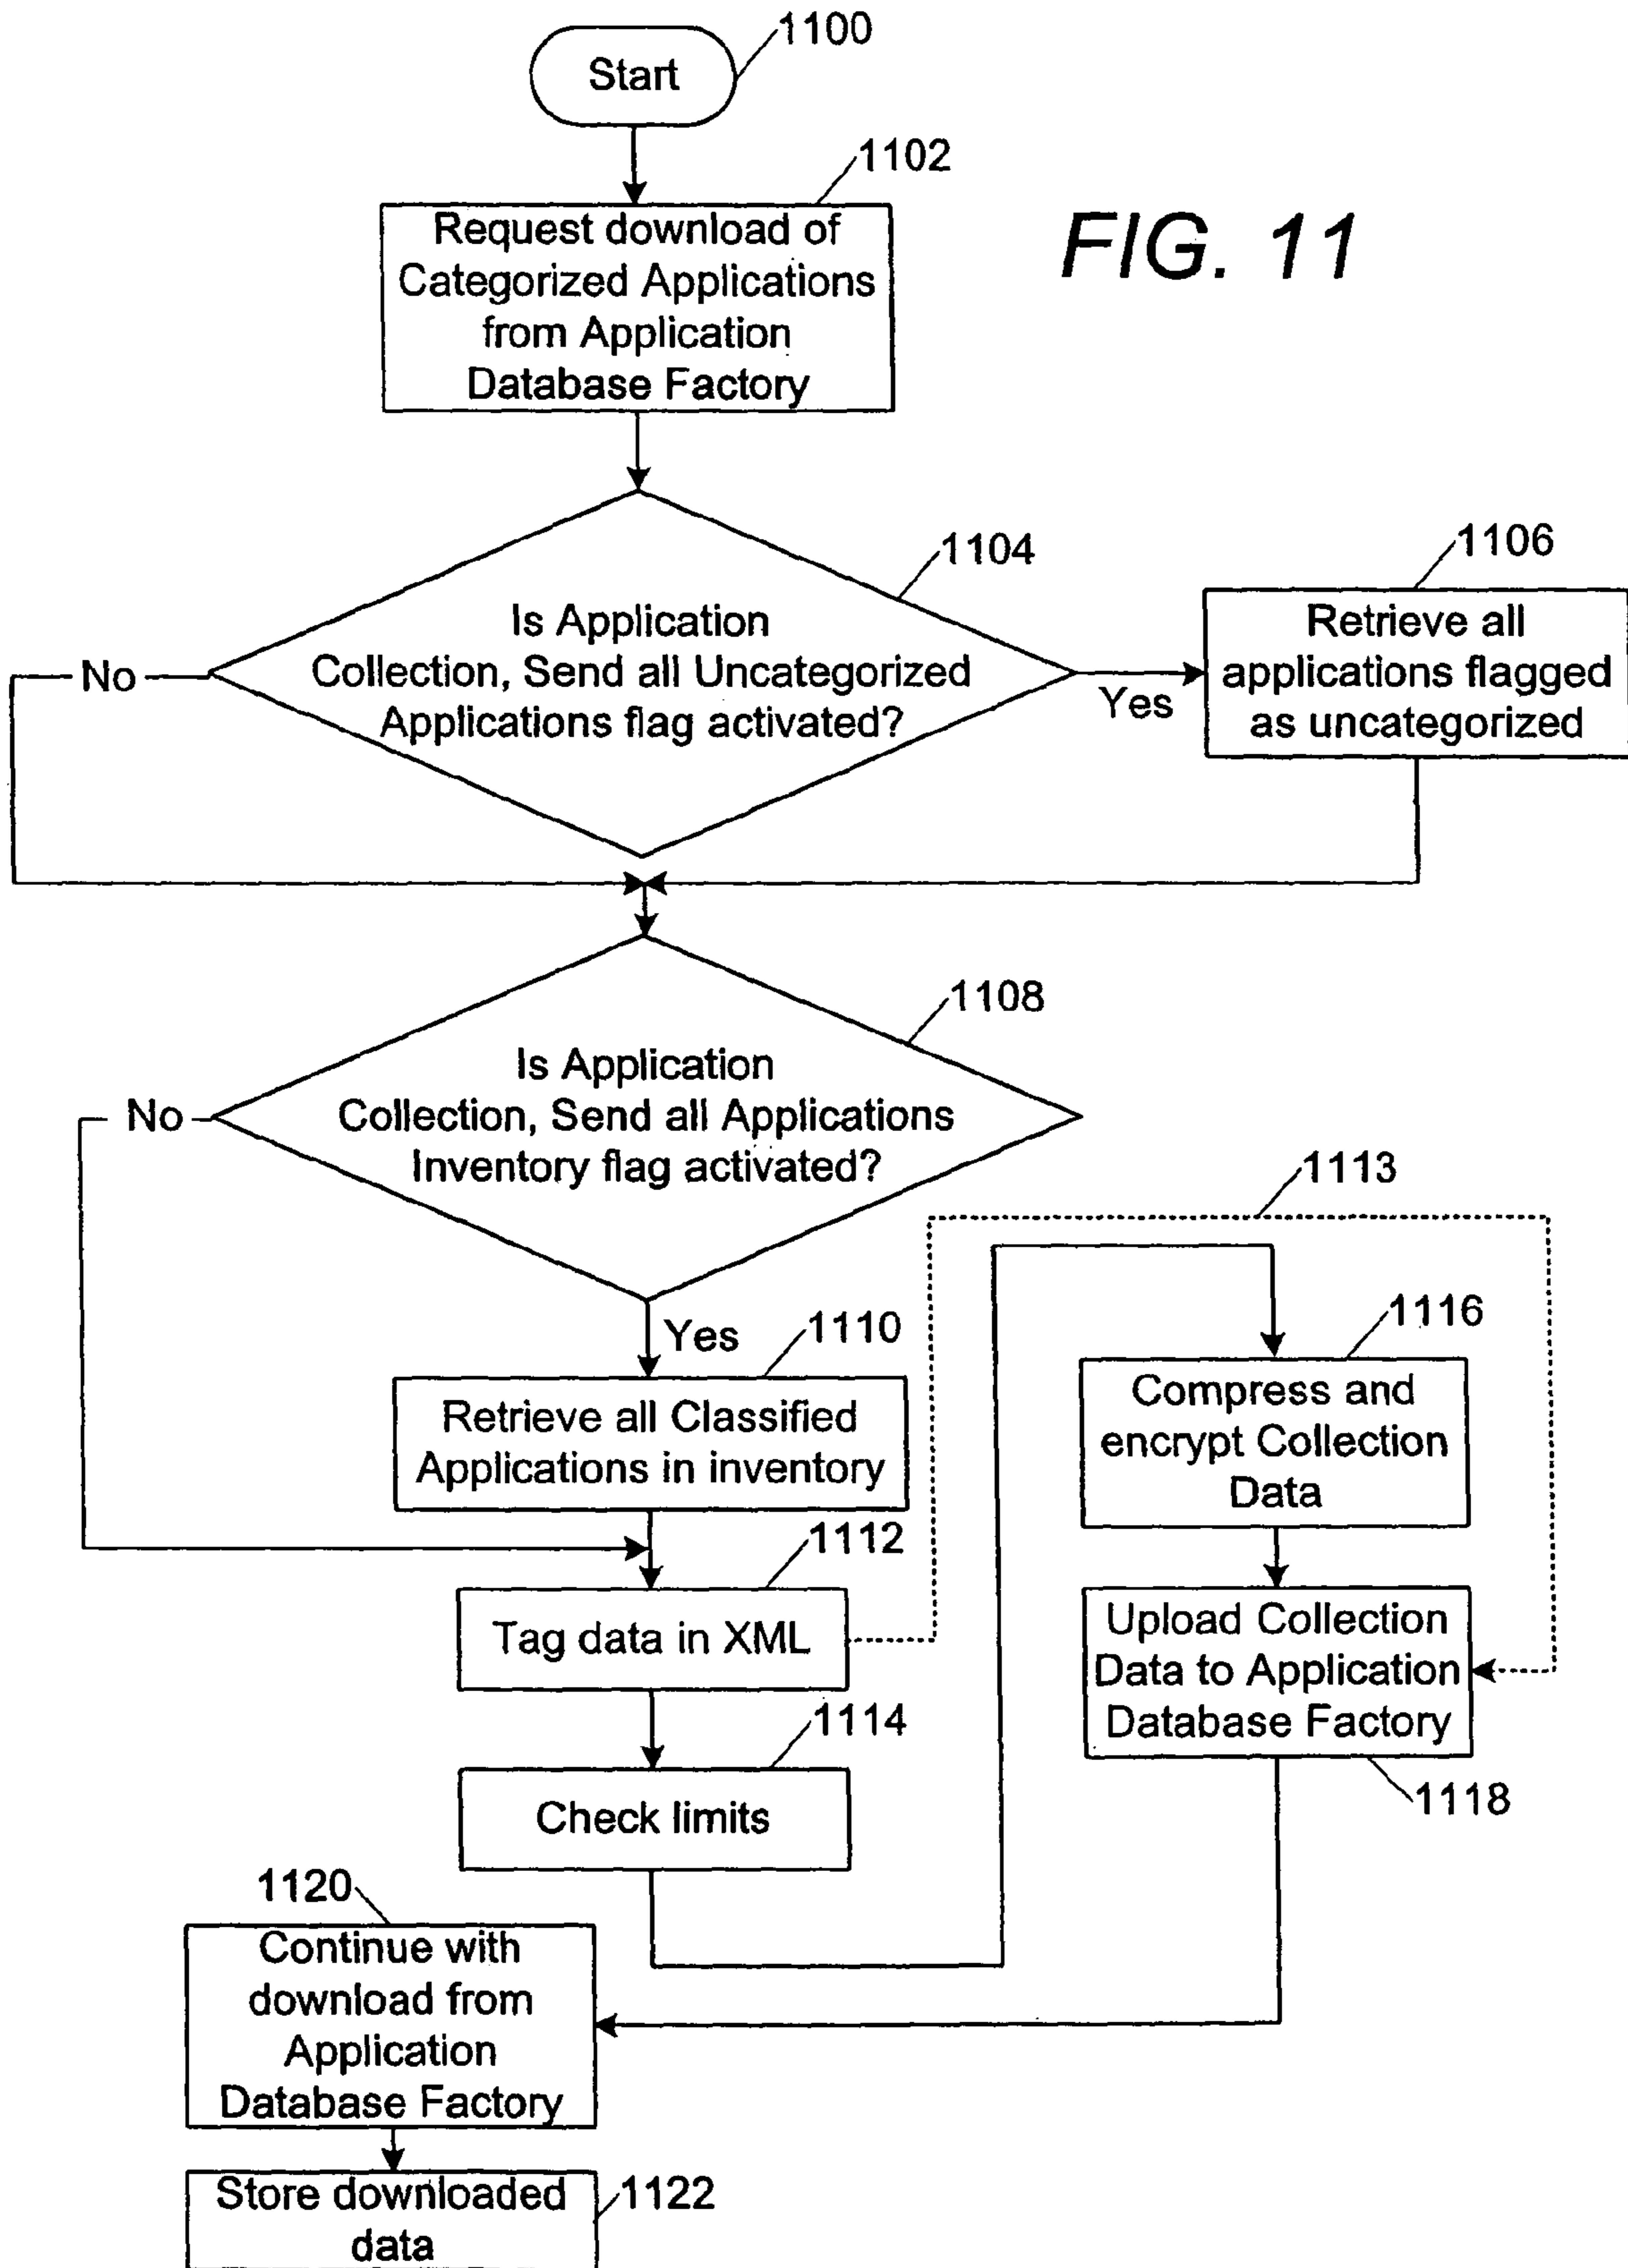 1100
Start
1102
Request download of
Categorized Applications
from Application
Database Factory
FIG. 11
1104
Is Application
Collection, Send all Uncategorized
Applications flag activated?
No
Yes
1106
Retrieve all
applications flagged
as uncategorized
1108
Is Application
Collection, Send all Applications
Inventory flag activated?
No
Yes
1110
Retrieve all Classified
Applications in inventory
1112
Tag data in XML
1113
1114
Check limits
1116
Compress and
encrypt Collection
Data
Upload Collection
Data to Application
Database Factory
1118
1120
Continue with
download from
Application
Database Factory
Store downloaded
data
1122